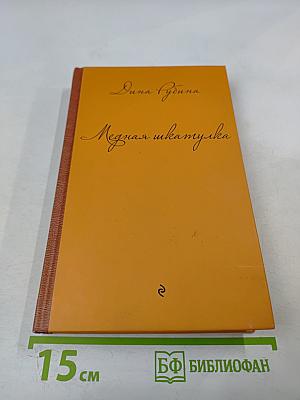 Дина Рубина
Медная шкатулка
15 см
БФ БИБЛИОФАН